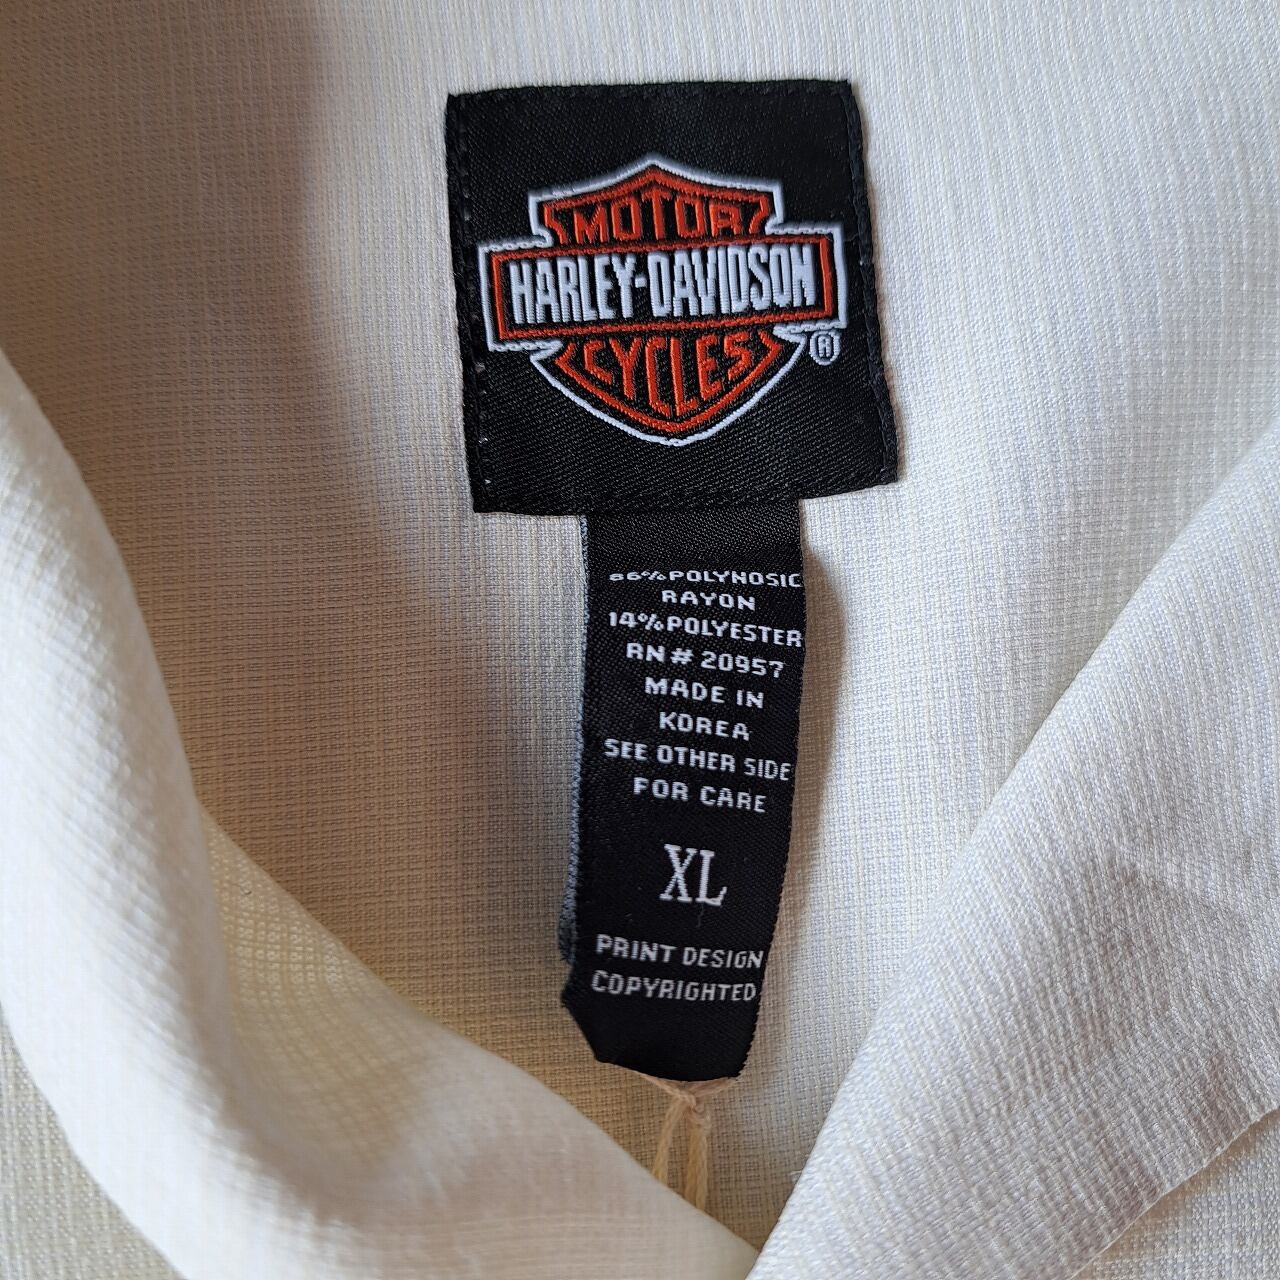 MOTOR
HARLEY-DAVIDSON
CYCLES
®
86%POLYNOSIC
RAYON
14%POLYESTER
RN # 20957
MADE IN
KOREA
SEE OTHER SIDE
FOR CARE
XL
PRINT DESIGN
COPYRIGHTED